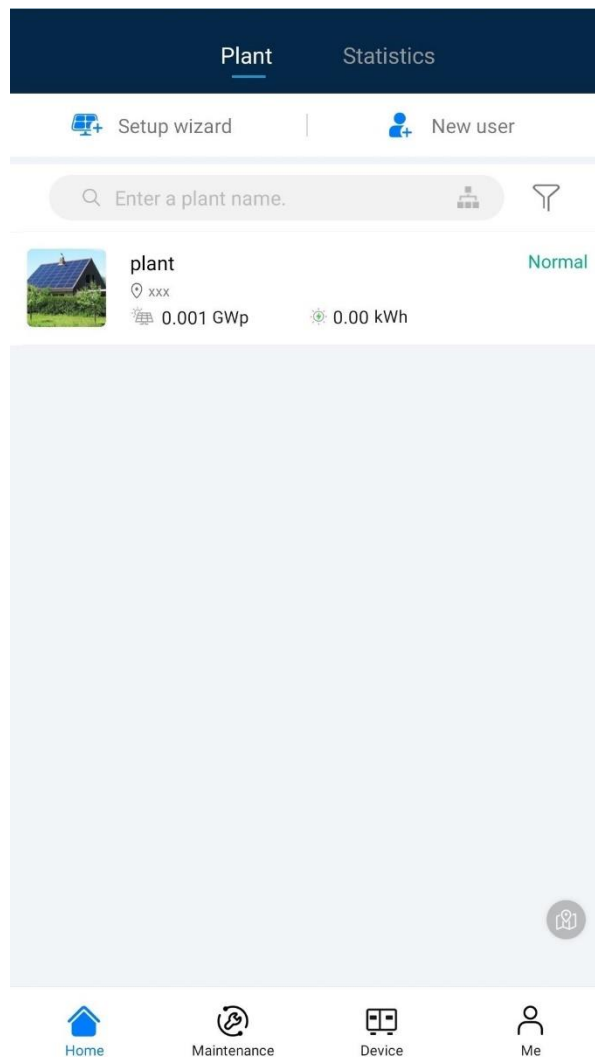 Plant Statistics
Setup wizard New user
Enter a plant name.
plant Normal
xxx
0.001 GWp 0.00 kWh
Home Maintenance Device Me